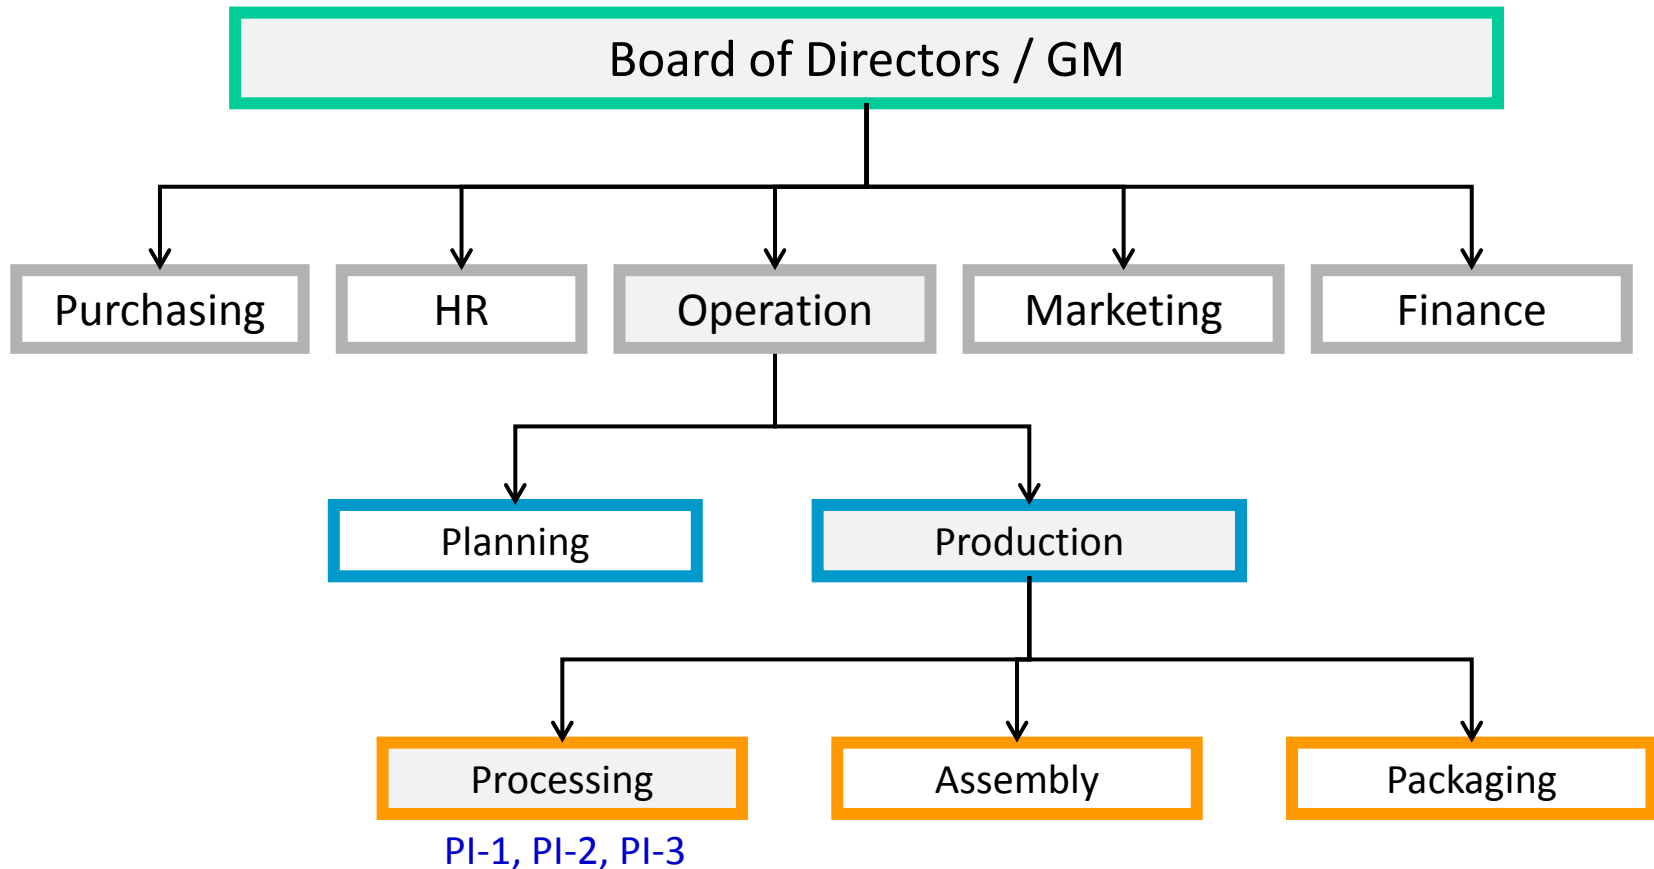 Board of Directors / GM
Purchasing
HR
Operation
Marketing
Finance
Planning
Production
Processing
Assembly
Packaging
PI-1, PI-2, PI-3